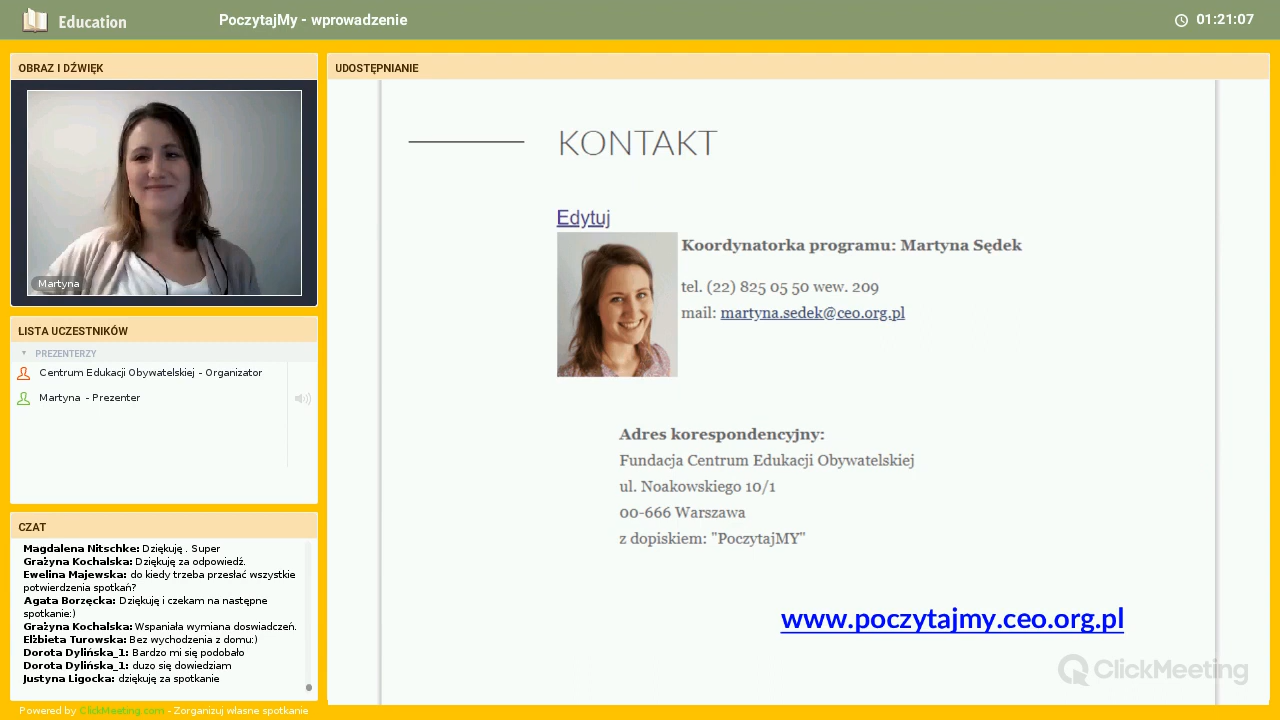 Education
PoczytajMy - wprowadzenie
01:21:07
OBRAZ I DŹWIĘK
Martyna
LISTA UCZESTNIKÓW
PREZENTERZY
Centrum Edukacji Obywatelskiej - Organizator
Martyna - Prezenter
CZAT
Magdalena Nitschke: Dziękuję . Super
Grażyna Kochalska: Dziękuję za odpowiedź.
Ewelina Majewska: do kiedy trzeba przesłać wszystkie
potwierdzenia spotkań?
Agata Borzęcka: Dziękuję i czekam na następne
spotkanie:)
Grażyna Kochalska: Wspaniała wymiana doswiadczeń.
Elżbieta Turowska: Bez wychodzenia z domu:)
Dorota Dylińska_1: Bardzo mi się podobało
Dorota Dylińska_1: duzo się dowiedziam
Justyna Ligocka: dziękuję za spotkanie
Powered by ClickMeeting.com - Zorganizuj własne spotkanie
UDOSTĘPNIANIE
KONTAKT
Edytuj
Koordynatorka programu: Martyna Sędek
tel. (22) 825 05 50 wew. 209
mail: martyna.sedek@ceo.org.pl
Adres korespondencyjny:
Fundacja Centrum Edukacji Obywatelskiej
ul. Noakowskiego 10/1
00-666 Warszawa
z dopiskiem: "PoczytajMY"
www.poczytajmy.ceo.org.pl
ClickMeeting